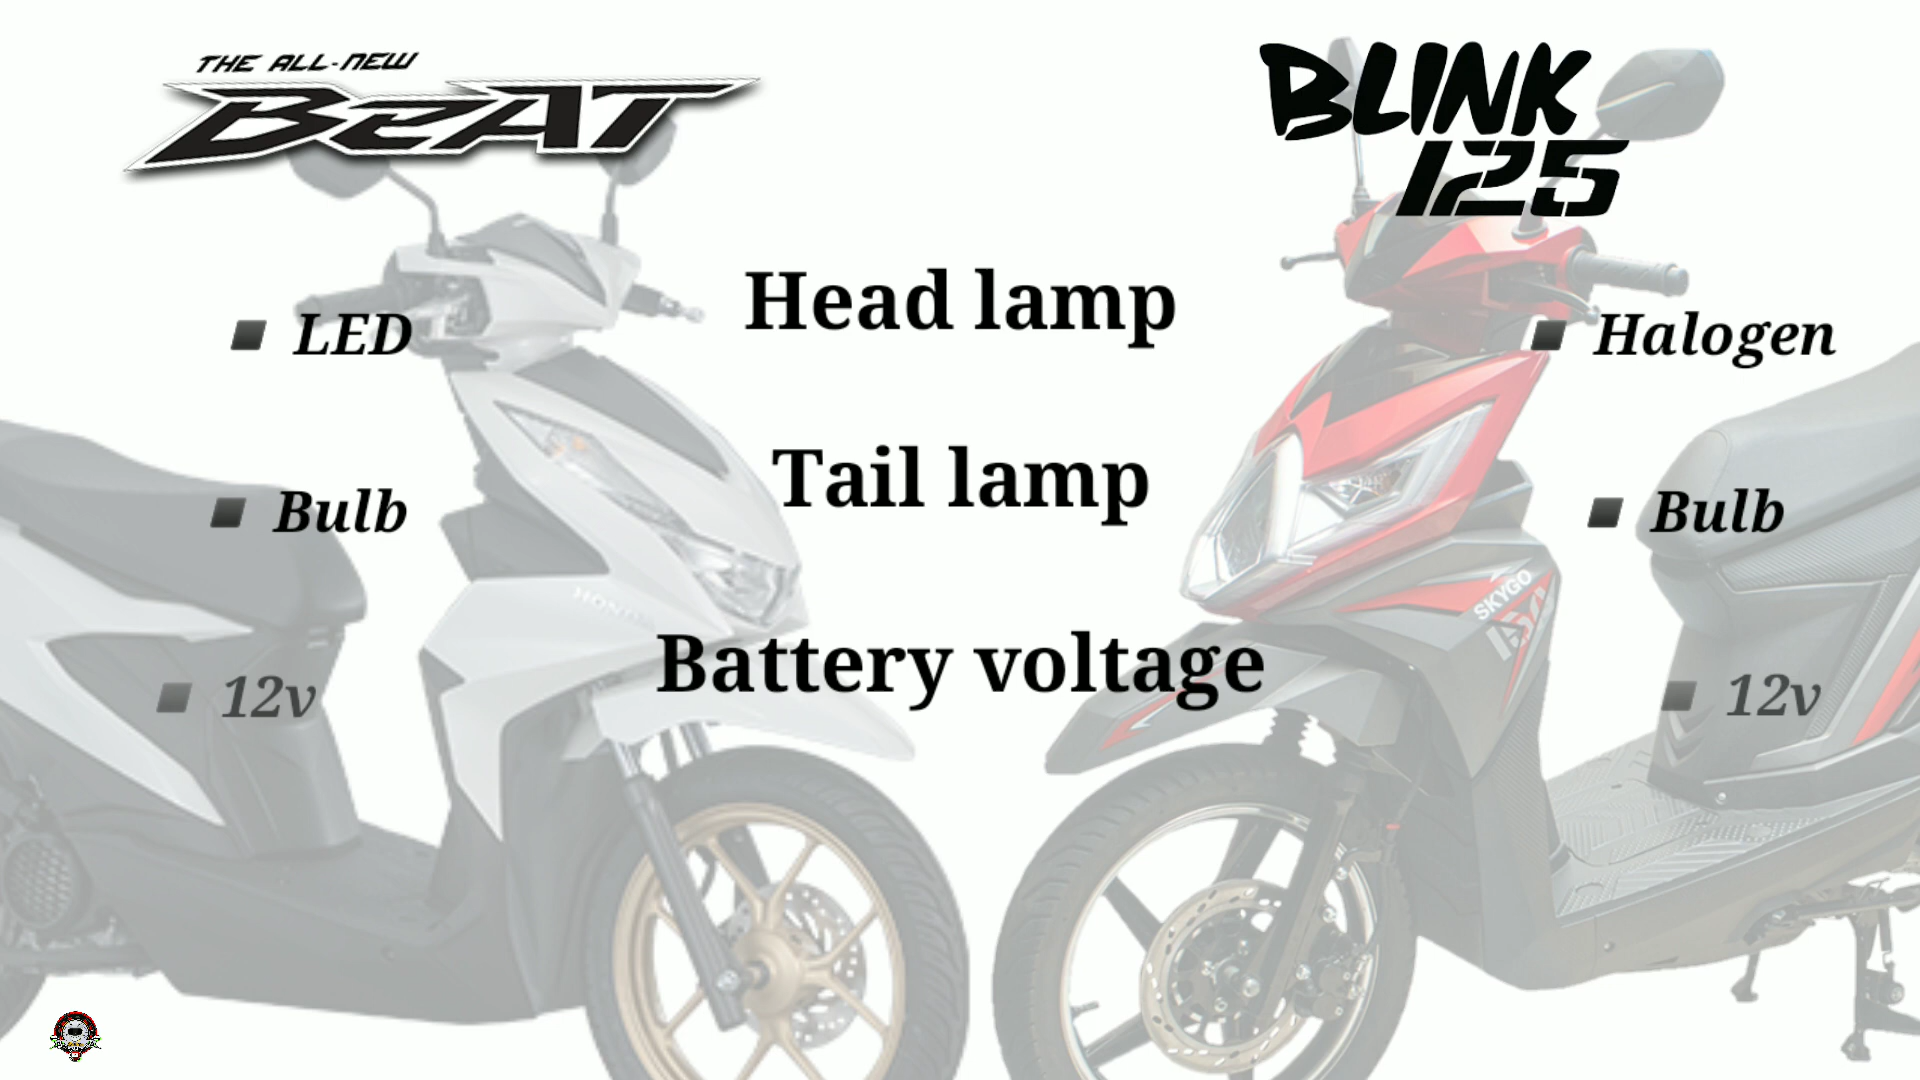 THE ALL-NEW
BeAT
BLINK
125
Head lamp
▪ LED
▪ Halogen
Tail lamp
▪ Bulb
▪ Bulb
HONDA
SKYGO
Battery voltage
▪ 12v
▪ 12v